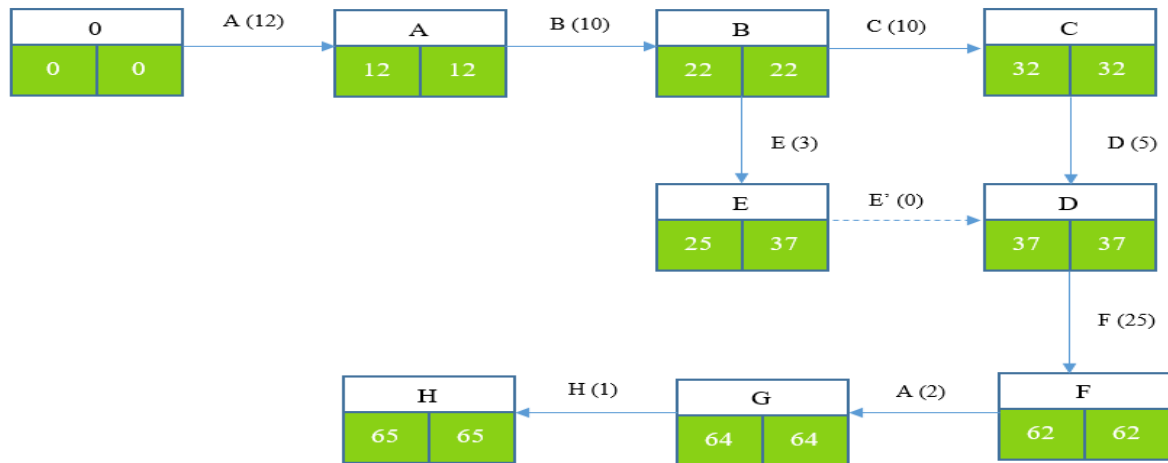 0 A (12) A B (10) B C (10) C
0 0 12 12 22 22 32 32
E (3) D (5)
E E’ (0) D
25 37 37 37
F (25)
H H (1) G A (2) F
65 65 64 64 62 62